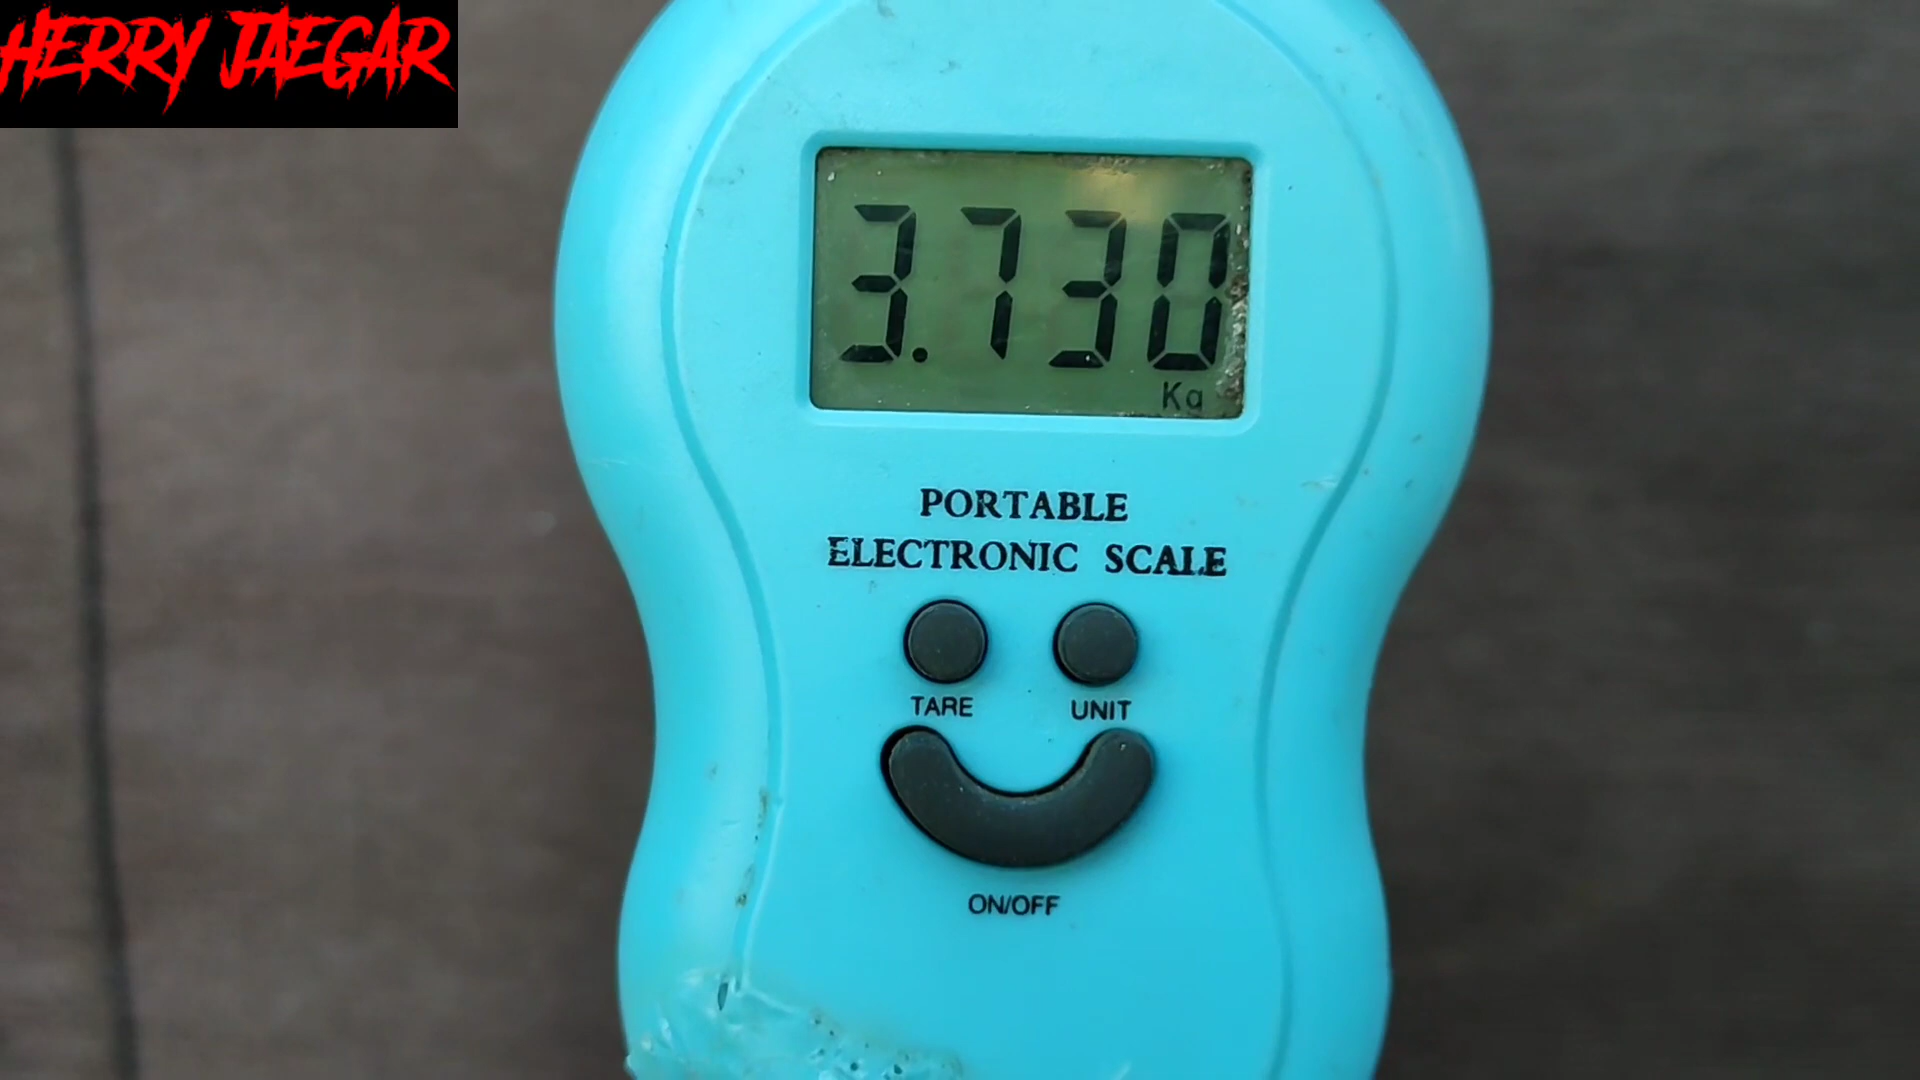 HERRY JAEGAR
3.730
Kg
PORTABLE
ELECTRONIC SCALE
TARE UNIT
ON/OFF